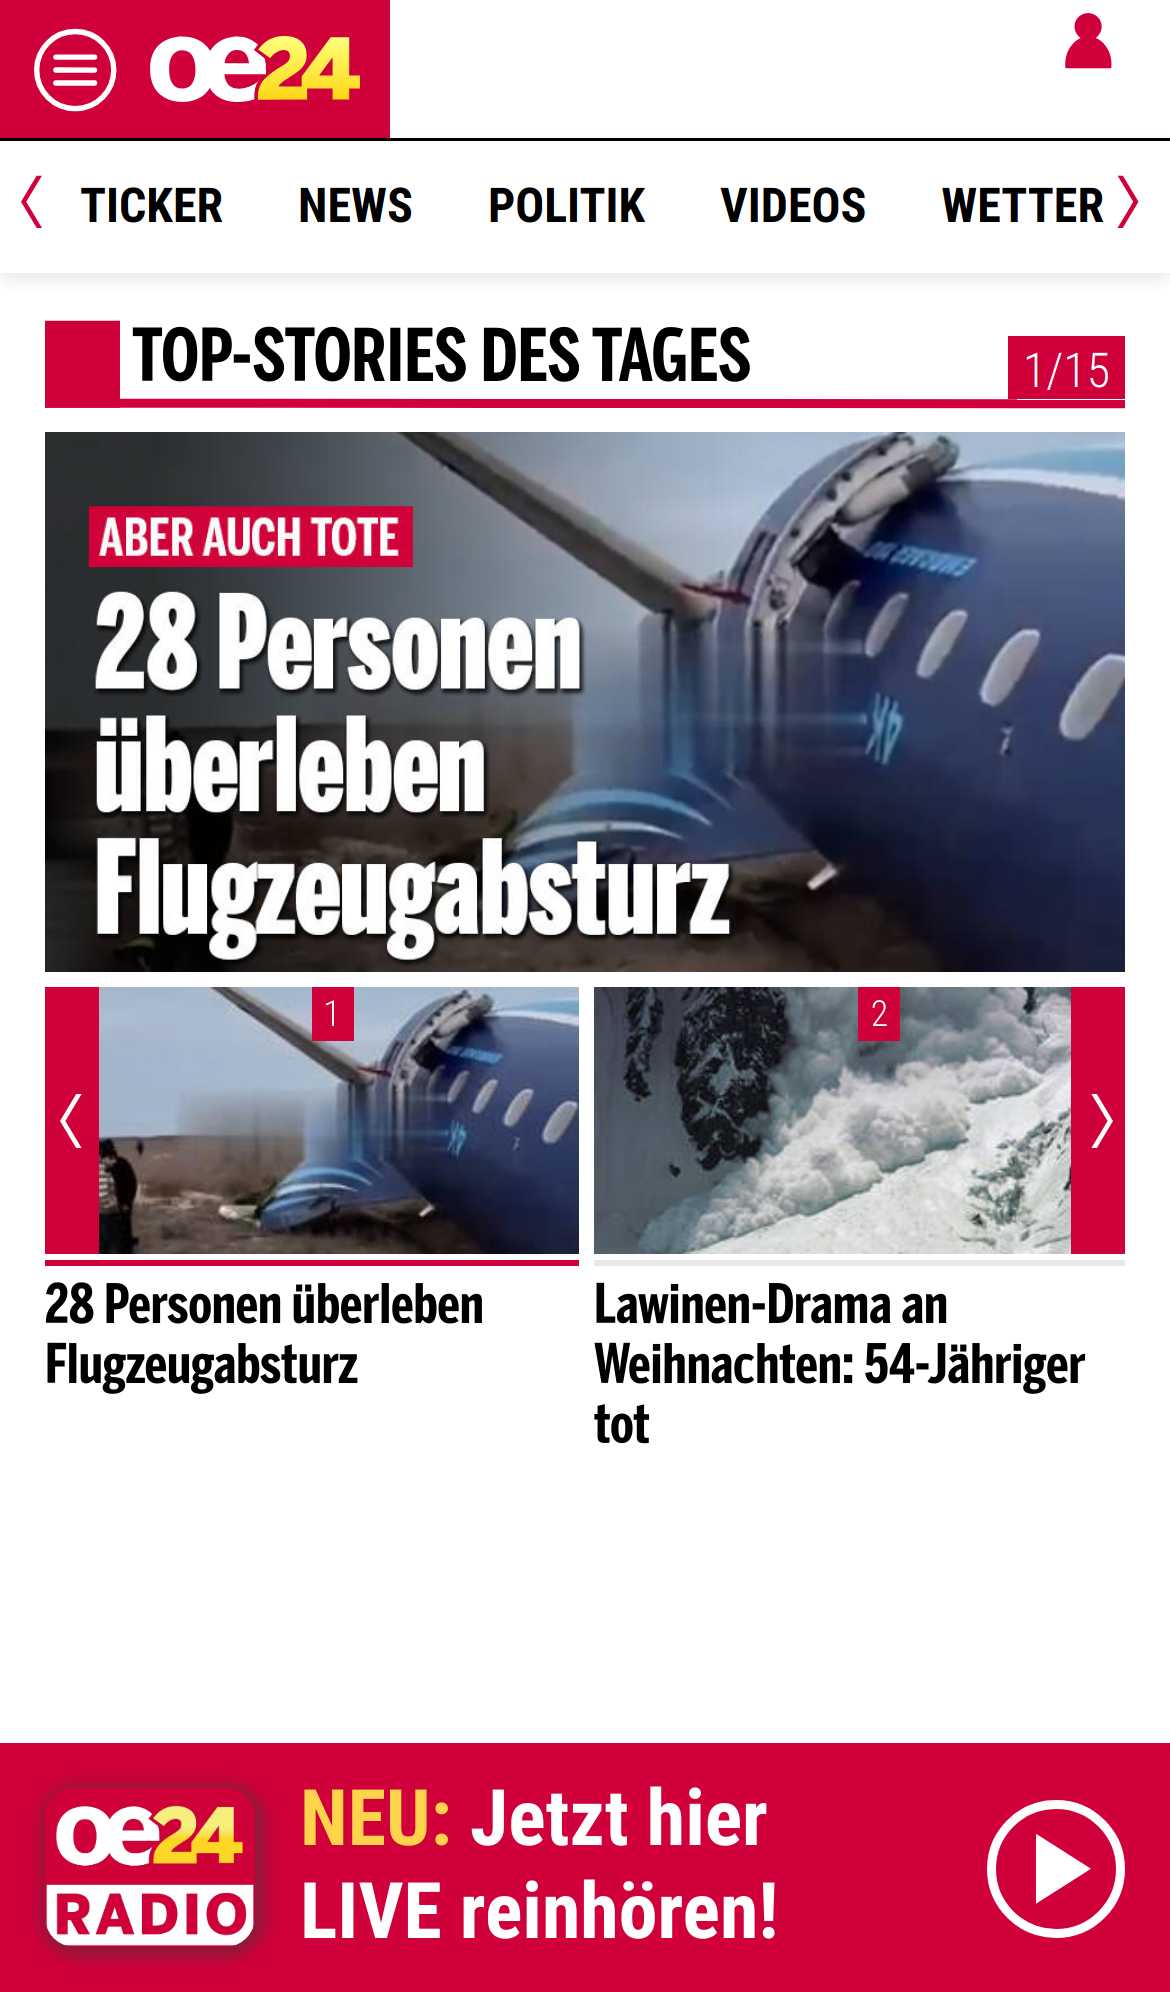 oe24
TICKER NEWS POLITIK VIDEOS WETTER
TOP-STORIES DES TAGES
1/15
ABER AUCH TOTE
28 Personen
überleben
Flugzeugabsturz
1
2
28 Personen überleben
Flugzeugabsturz
Lawinen-Drama an
Weihnachten: 54-Jähriger
tot
oe24
RADIO
NEU: Jetzt hier
LIVE reinhören!